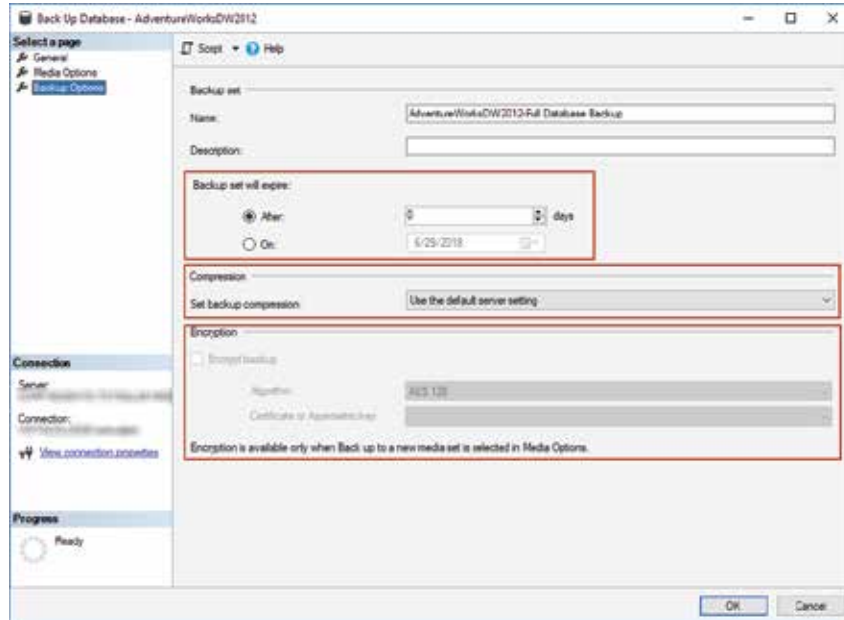 Back Up Database - AdventureWorksDW2012
Select a page
General
Media Options
Backup Options
Script Help
Backup set
Name:
AdventureWorksDW2012-Full Database Backup
Description:
Backup set will expire:
After:
0
days
On:
6/29/2018
Compression
Set backup compression
Use the default server setting
Encryption
Encrypt backup
Algorithm:
AES 128
Certificate or Asymmetric key:
Encryption is available only when Back up to a new media set is selected in Media Options.
Connection
Server:
Connection:
View connection properties
Progress
Ready
OK
Cancel